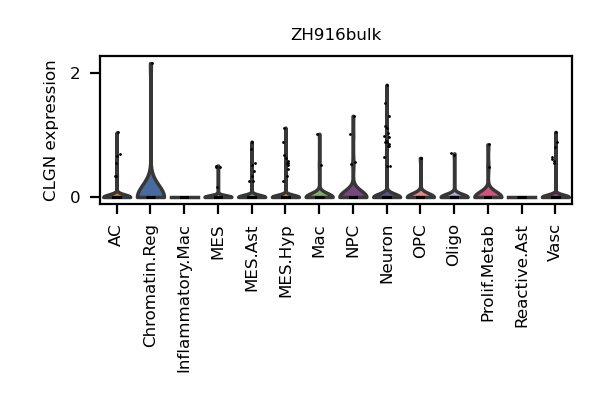 ZH916bulk
CLGN expression
2
0
AC
Chromatin.Reg
Inflammatory.Mac
MES
MES.Ast
MES.Hyp
Mac
NPC
Neuron
OPC
Oligo
Prolif.Metab
Reactive.Ast
Vasc